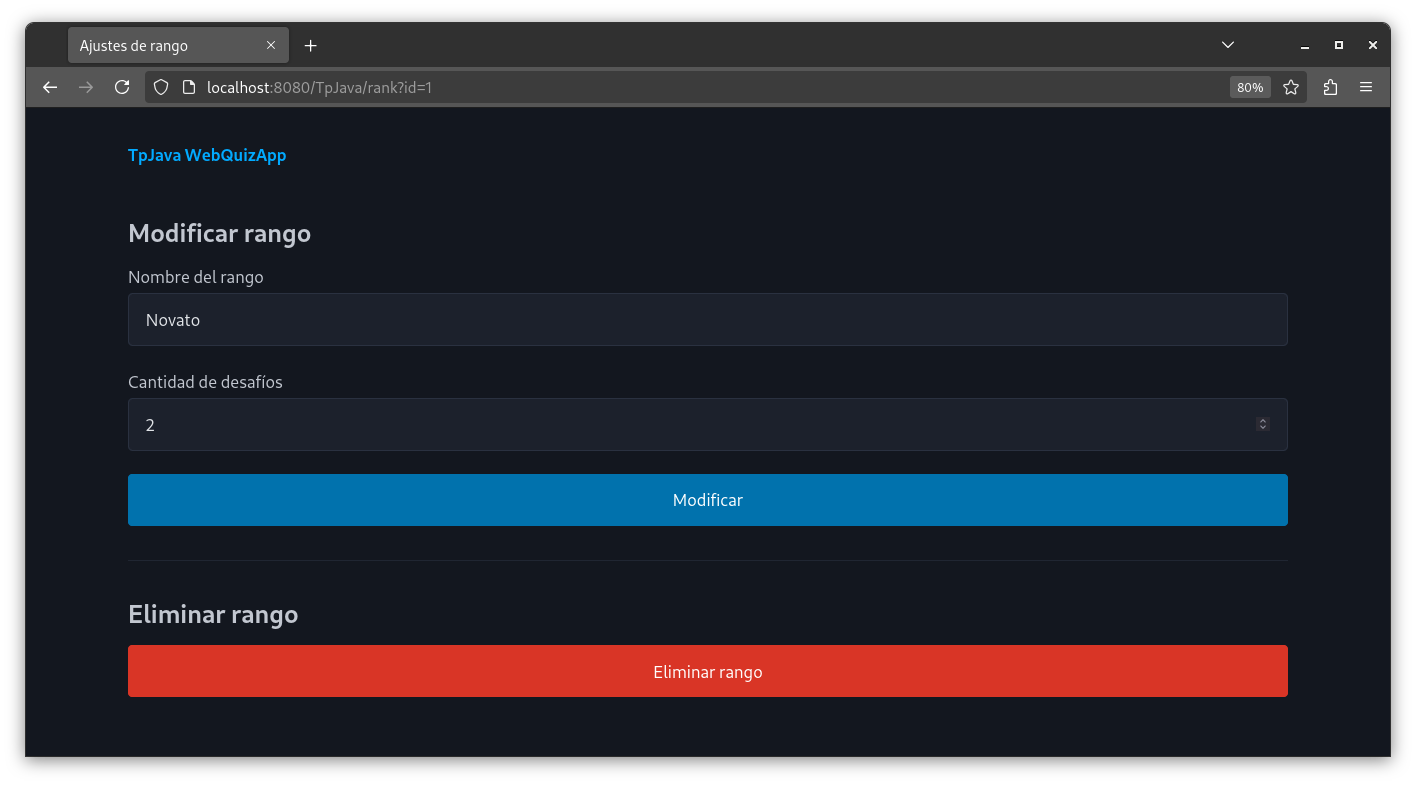 Ajustes de rango
localhost:8080/TpJava/rank?id=1
80%
TpJava WebQuizApp
Modificar rango
Nombre del rango
Novato
Cantidad de desafíos
2
Modificar
Eliminar rango
Eliminar rango